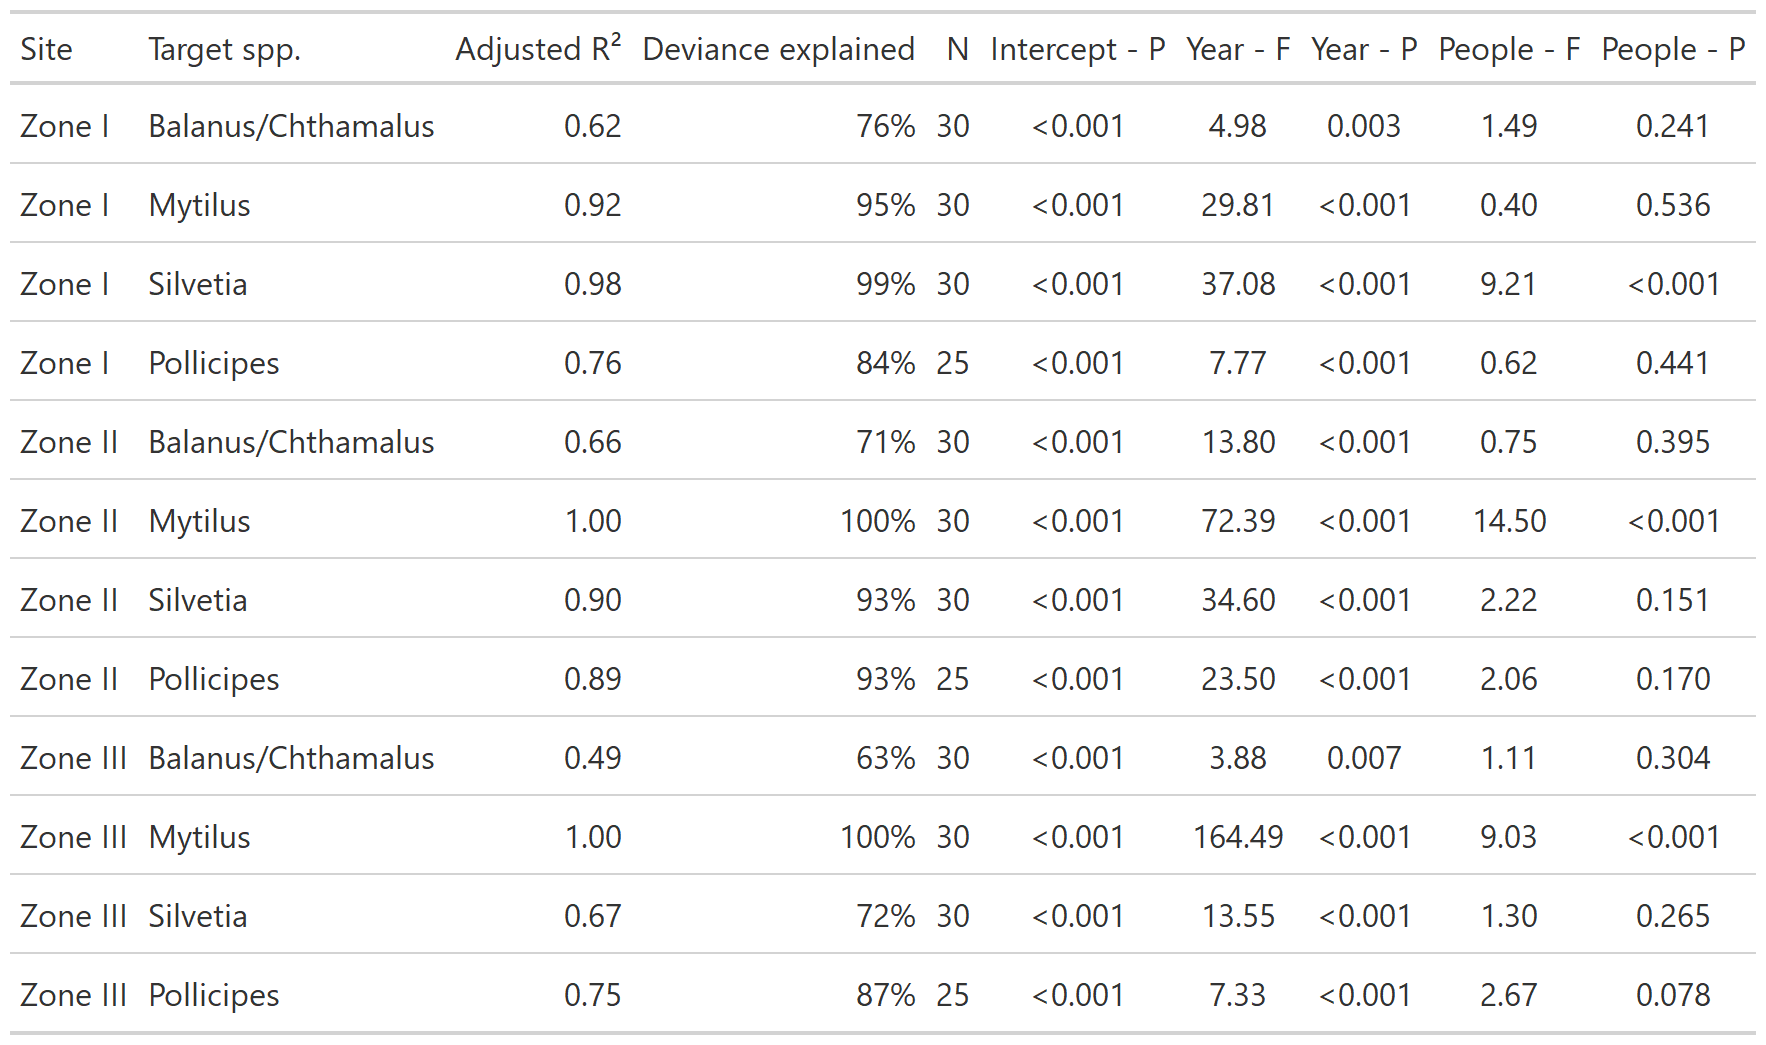 Site Target spp. Adjusted R² Deviance explained N Intercept - P Year - F Year - P People - F People - P
Zone I Balanus/Chthamalus 0.62 76% 30 <0.001 4.98 0.003 1.49 0.241
Zone I Mytilus 0.92 95% 30 <0.001 29.81 <0.001 0.40 0.536
Zone I Silvetia 0.98 99% 30 <0.001 37.08 <0.001 9.21 <0.001
Zone I Pollicipes 0.76 84% 25 <0.001 7.77 <0.001 0.62 0.441
Zone II Balanus/Chthamalus 0.66 71% 30 <0.001 13.80 <0.001 0.75 0.395
Zone II Mytilus 1.00 100% 30 <0.001 72.39 <0.001 14.50 <0.001
Zone II Silvetia 0.90 93% 30 <0.001 34.60 <0.001 2.22 0.151
Zone II Pollicipes 0.89 93% 25 <0.001 23.50 <0.001 2.06 0.170
Zone III Balanus/Chthamalus 0.49 63% 30 <0.001 3.88 0.007 1.11 0.304
Zone III Mytilus 1.00 100% 30 <0.001 164.49 <0.001 9.03 <0.001
Zone III Silvetia 0.67 72% 30 <0.001 13.55 <0.001 1.30 0.265
Zone III Pollicipes 0.75 87% 25 <0.001 7.33 <0.001 2.67 0.078